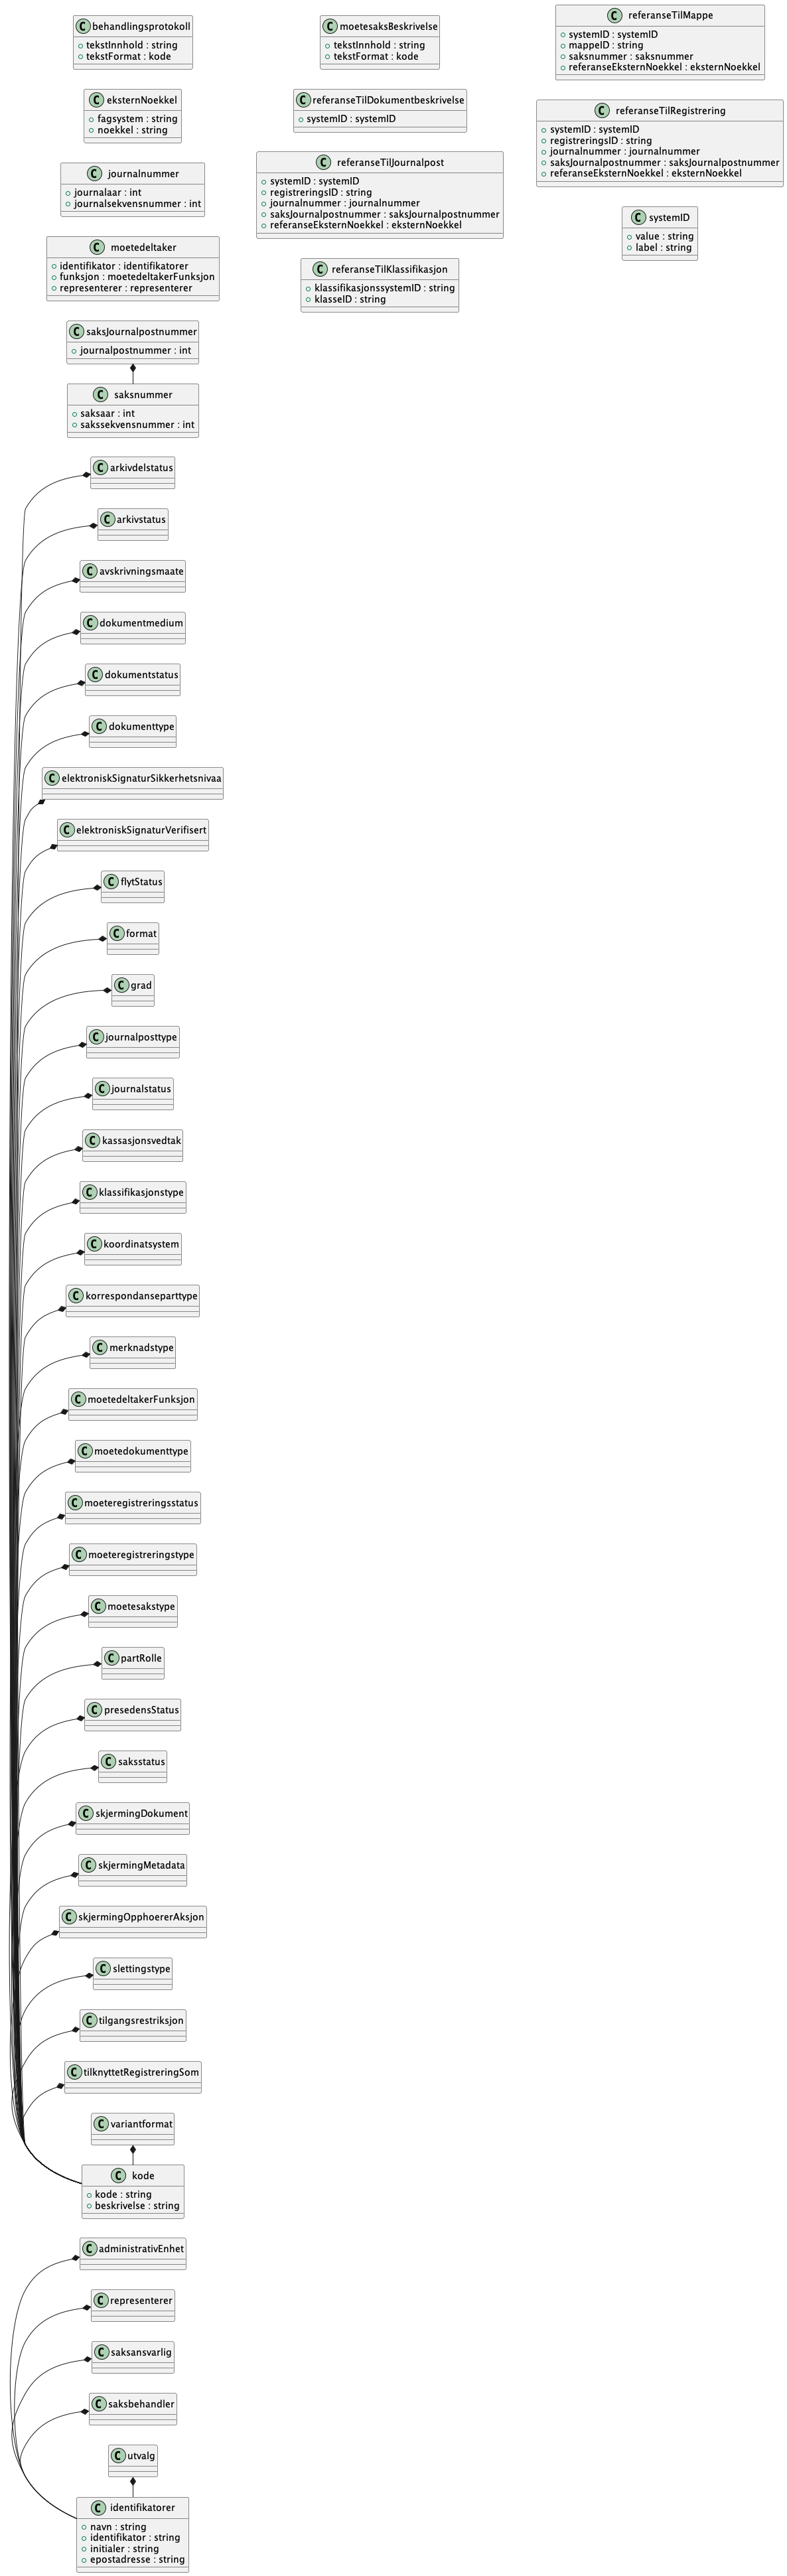 behandlingsprotokoll
tekstInnhold : string
tekstFormat : kode
moetesaksBeskrivelse
tekstInnhold : string
tekstFormat : kode
referanseTilMappe
systemID : systemID
mappeID : string
saksnummer : saksnummer
referanseEksternNoekkel : eksternNoekkel
eksternNoekkel
fagsystem : string
noekkel : string
referanseTilDokumentbeskrivelse
systemID : systemID
referanseTilRegistrering
systemID : systemID
registreringsID : string
journalnummer : journalnummer
saksJournalpostnummer : saksJournalpostnummer
referanseEksternNoekkel : eksternNoekkel
journalnummer
journalaar : int
journalsekvensnummer : int
referanseTilJournalpost
systemID : systemID
registreringsID : string
journalnummer : journalnummer
saksJournalpostnummer : saksJournalpostnummer
referanseEksternNoekkel : eksternNoekkel
systemID
value : string
label : string
moetedeltaker
identifikator : identifikatorer
funksjon : moetedeltakerFunksjon
representerer : representerer
referanseTilKlassifikasjon
klassifikasjonssystemID : string
klasseID : string
saksJournalpostnummer
journalpostnummer : int
saksnummer
saksaar : int
sakssekvensnummer : int
arkivdelstatus
arkivstatus
avskrivningsmaate
dokumentmedium
dokumentstatus
dokumenttype
elektroniskSignaturSikkerhetsnivaa
elektroniskSignaturVerifisert
flytStatus
format
grad
journalposttype
journalstatus
kassasjonsvedtak
klassifikasjonstype
koordinatsystem
korrespondanseparttype
merknadstype
moetedeltakerFunksjon
moetedokumenttype
moeteregistreringsstatus
moeteregistreringstype
moetesakstype
partRolle
presedensStatus
saksstatus
skjermingDokument
skjermingMetadata
skjermingOpphoererAksjon
slettingstype
tilgangsrestriksjon
tilknyttetRegistreringSom
variantformat
kode
kode : string
beskrivelse : string
administrativEnhet
representerer
saksansvarlig
saksbehandler
utvalg
identifikatorer
navn : string
identifikator : string
initialer : string
epostadresse : string